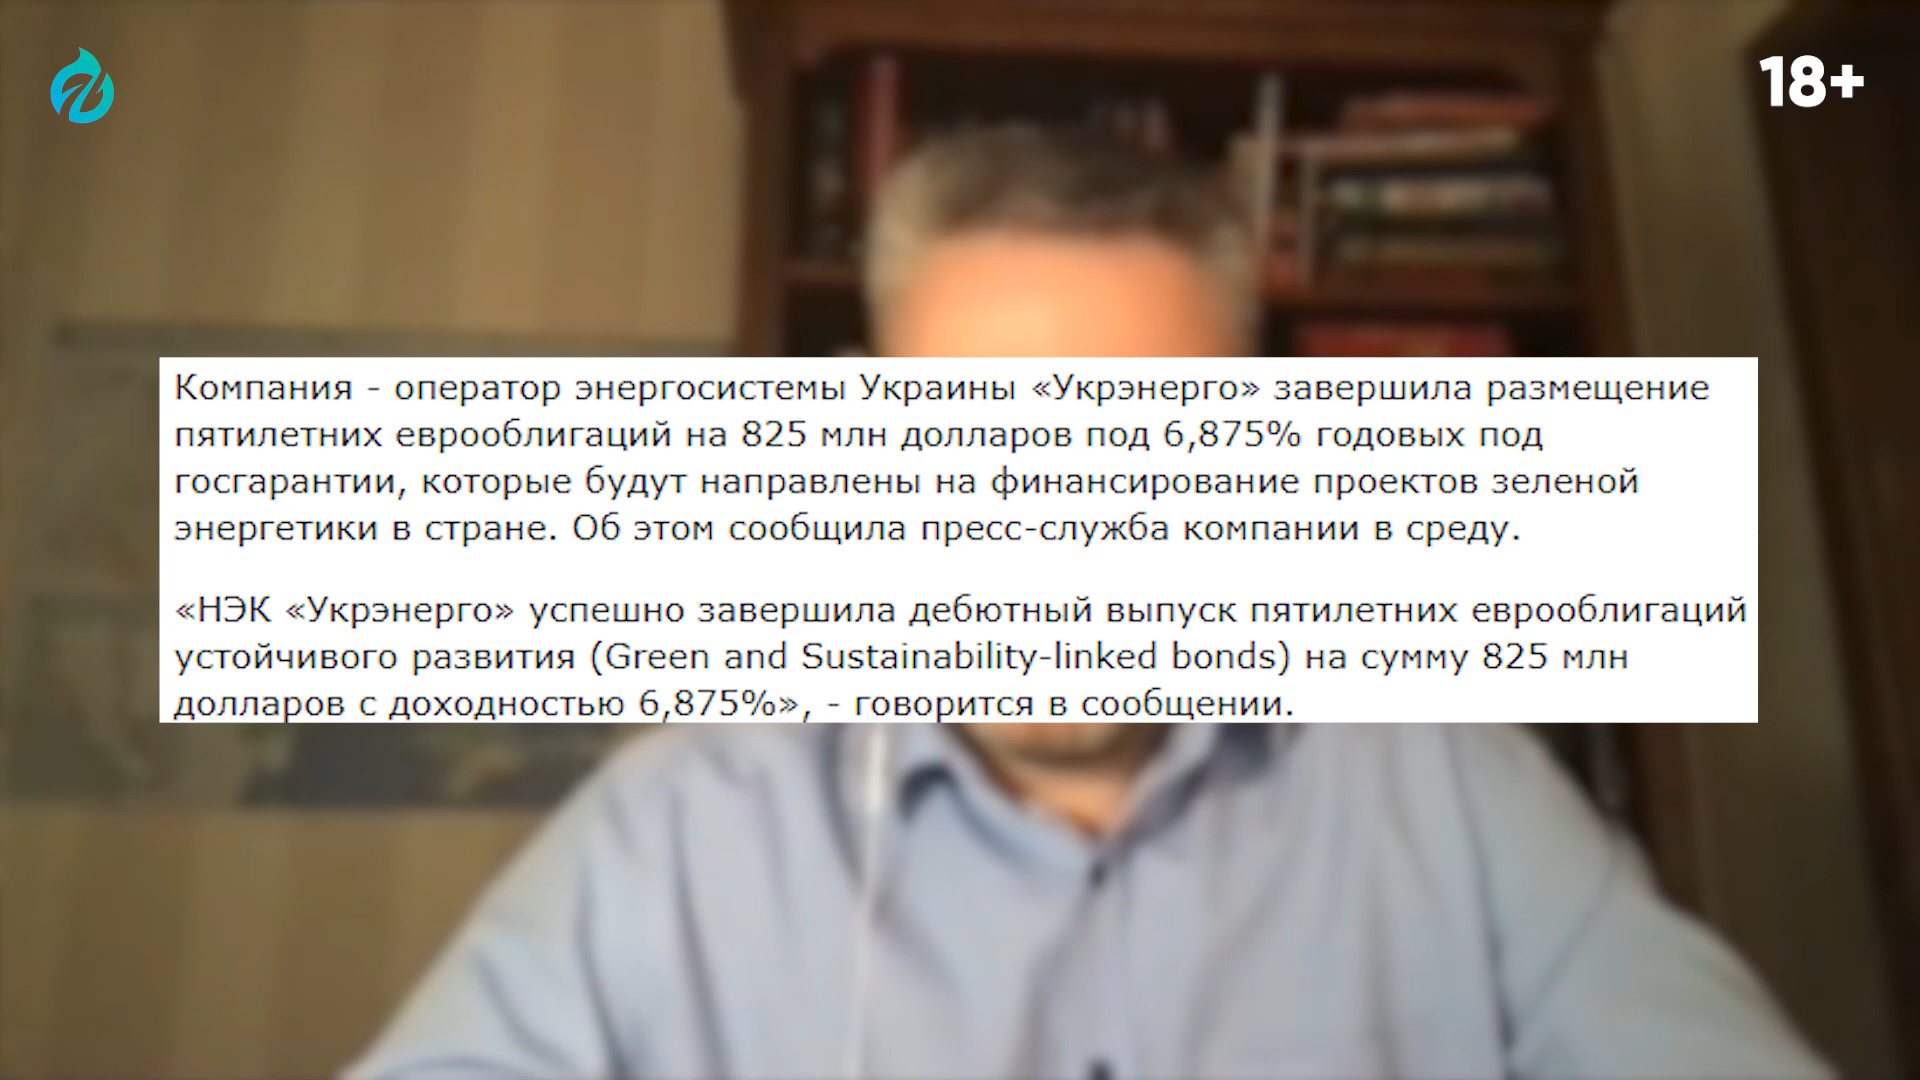 18+
Компания - оператор энергосистемы Украины «Укрэнерго» завершила размещение
пятилетних еврооблигаций на 825 млн долларов под 6,875% годовых под
госгарантии, которые будут направлены на финансирование проектов зеленой
энергетики в стране. Об этом сообщила пресс-служба компании в среду.
«НЭК «Укрэнерго» успешно завершила дебютный выпуск пятилетних еврооблигаций
устойчивого развития (Green and Sustainability-linked bonds) на сумму 825 млн
долларов с доходностью 6,875%», - говорится в сообщении.